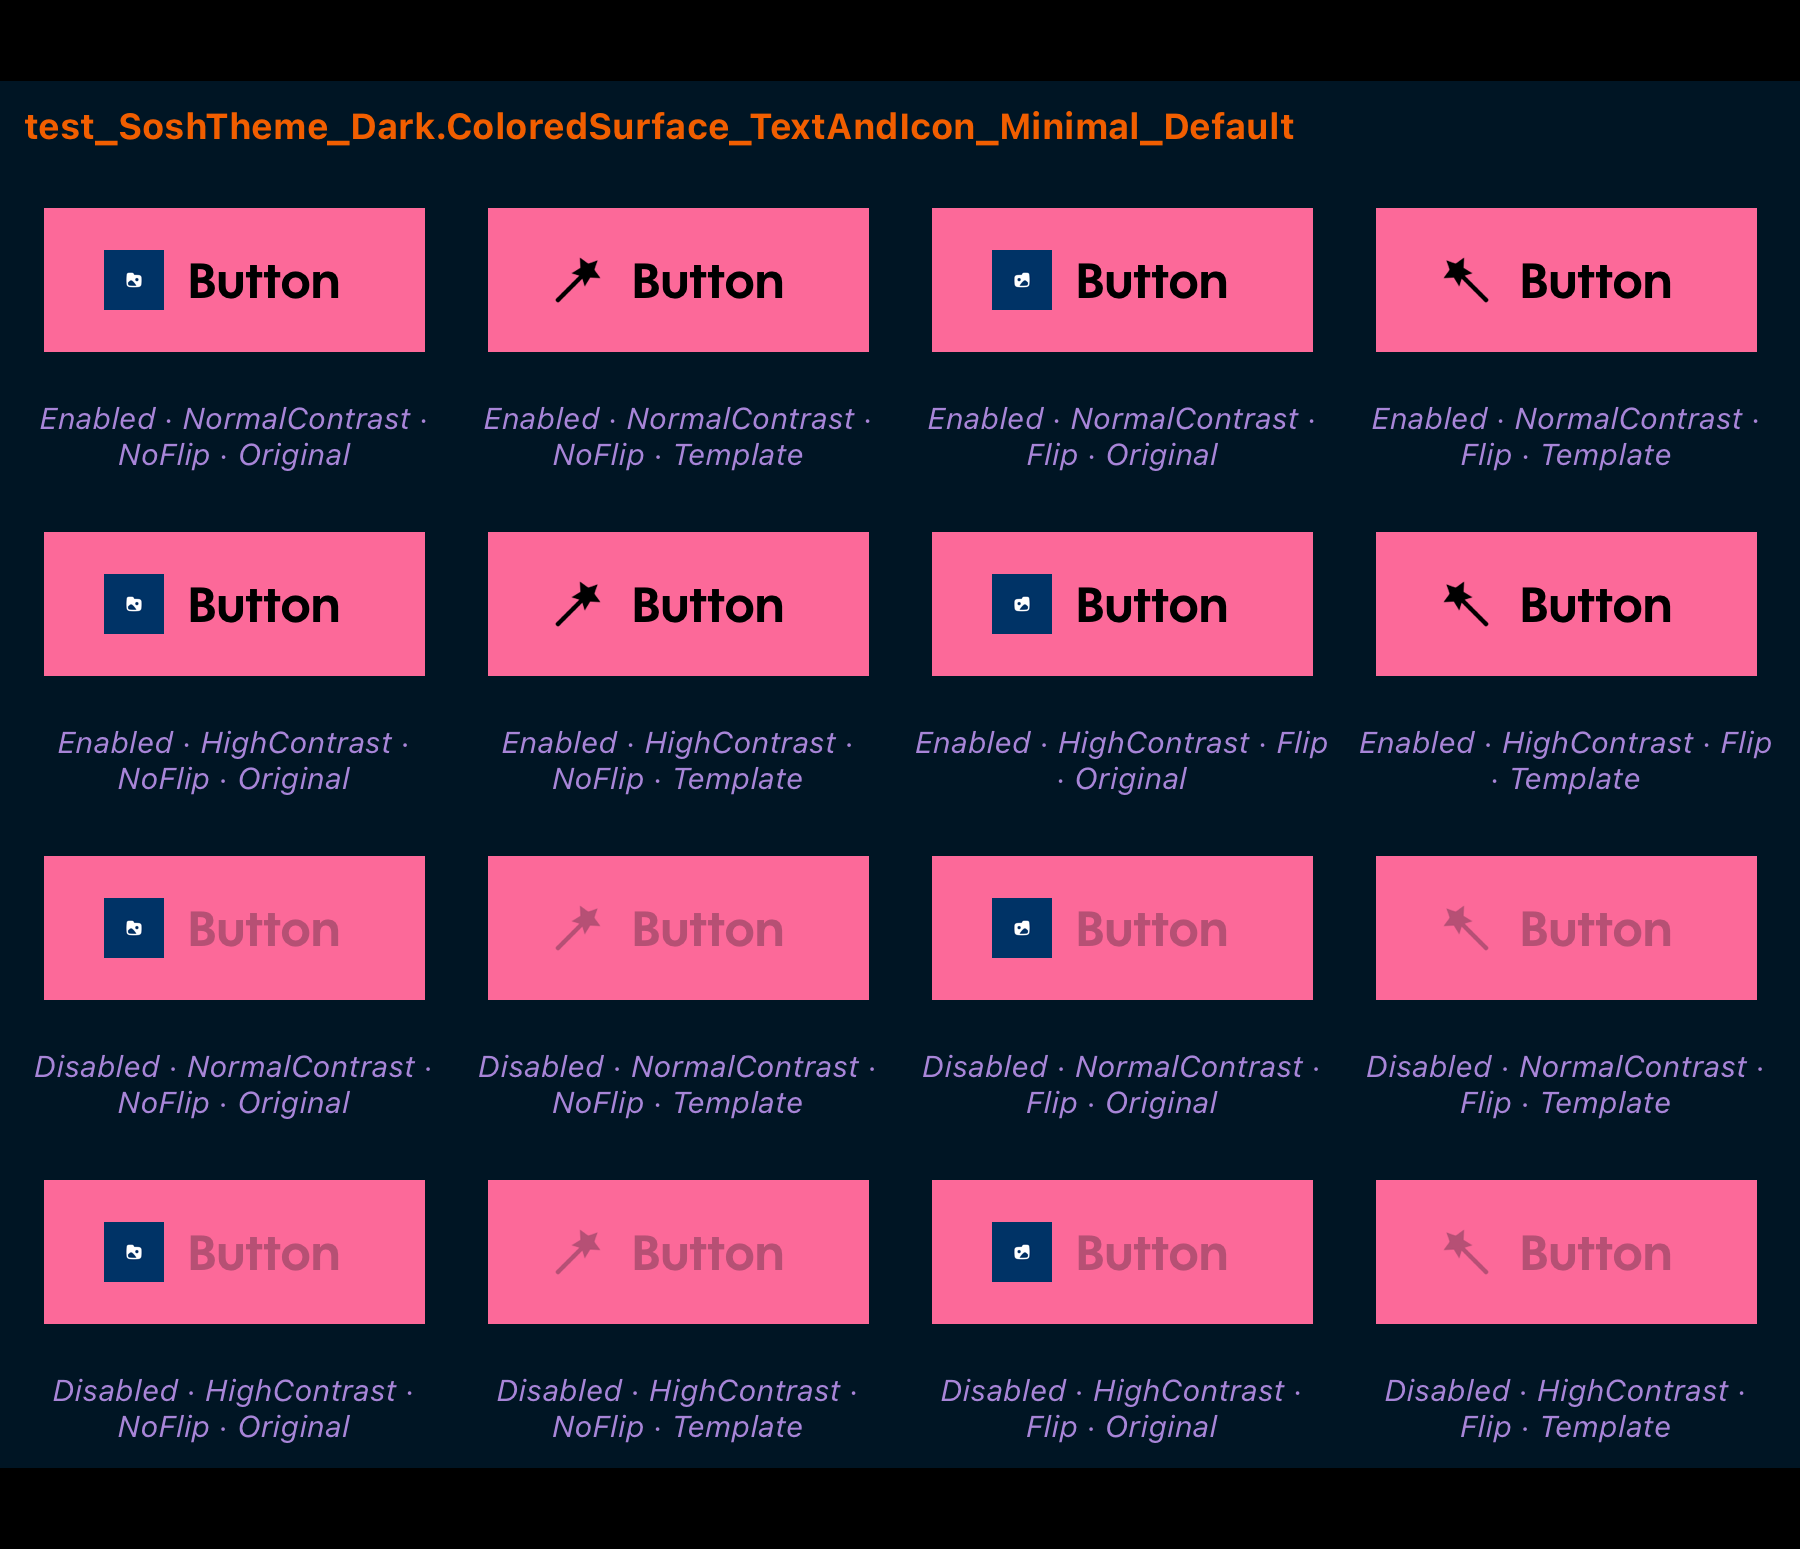 test_SoshTheme_Dark.ColoredSurface_TextAndIcon_Minimal_Default
Button
Button
Button
Button
Enabled · NormalContrast ·
NoFlip · Original
Enabled · NormalContrast ·
NoFlip · Template
Enabled · NormalContrast ·
Flip · Original
Enabled · NormalContrast ·
Flip · Template
Button
Button
Button
Button
Enabled · HighContrast ·
NoFlip · Original
Enabled · HighContrast ·
NoFlip · Template
Enabled · HighContrast · Flip
· Original
Enabled · HighContrast · Flip
· Template
Button
Button
Button
Button
Disabled · NormalContrast ·
NoFlip · Original
Disabled · NormalContrast ·
NoFlip · Template
Disabled · NormalContrast ·
Flip · Original
Disabled · NormalContrast ·
Flip · Template
Button
Button
Button
Button
Disabled · HighContrast ·
NoFlip · Original
Disabled · HighContrast ·
NoFlip · Template
Disabled · HighContrast ·
Flip · Original
Disabled · HighContrast ·
Flip · Template